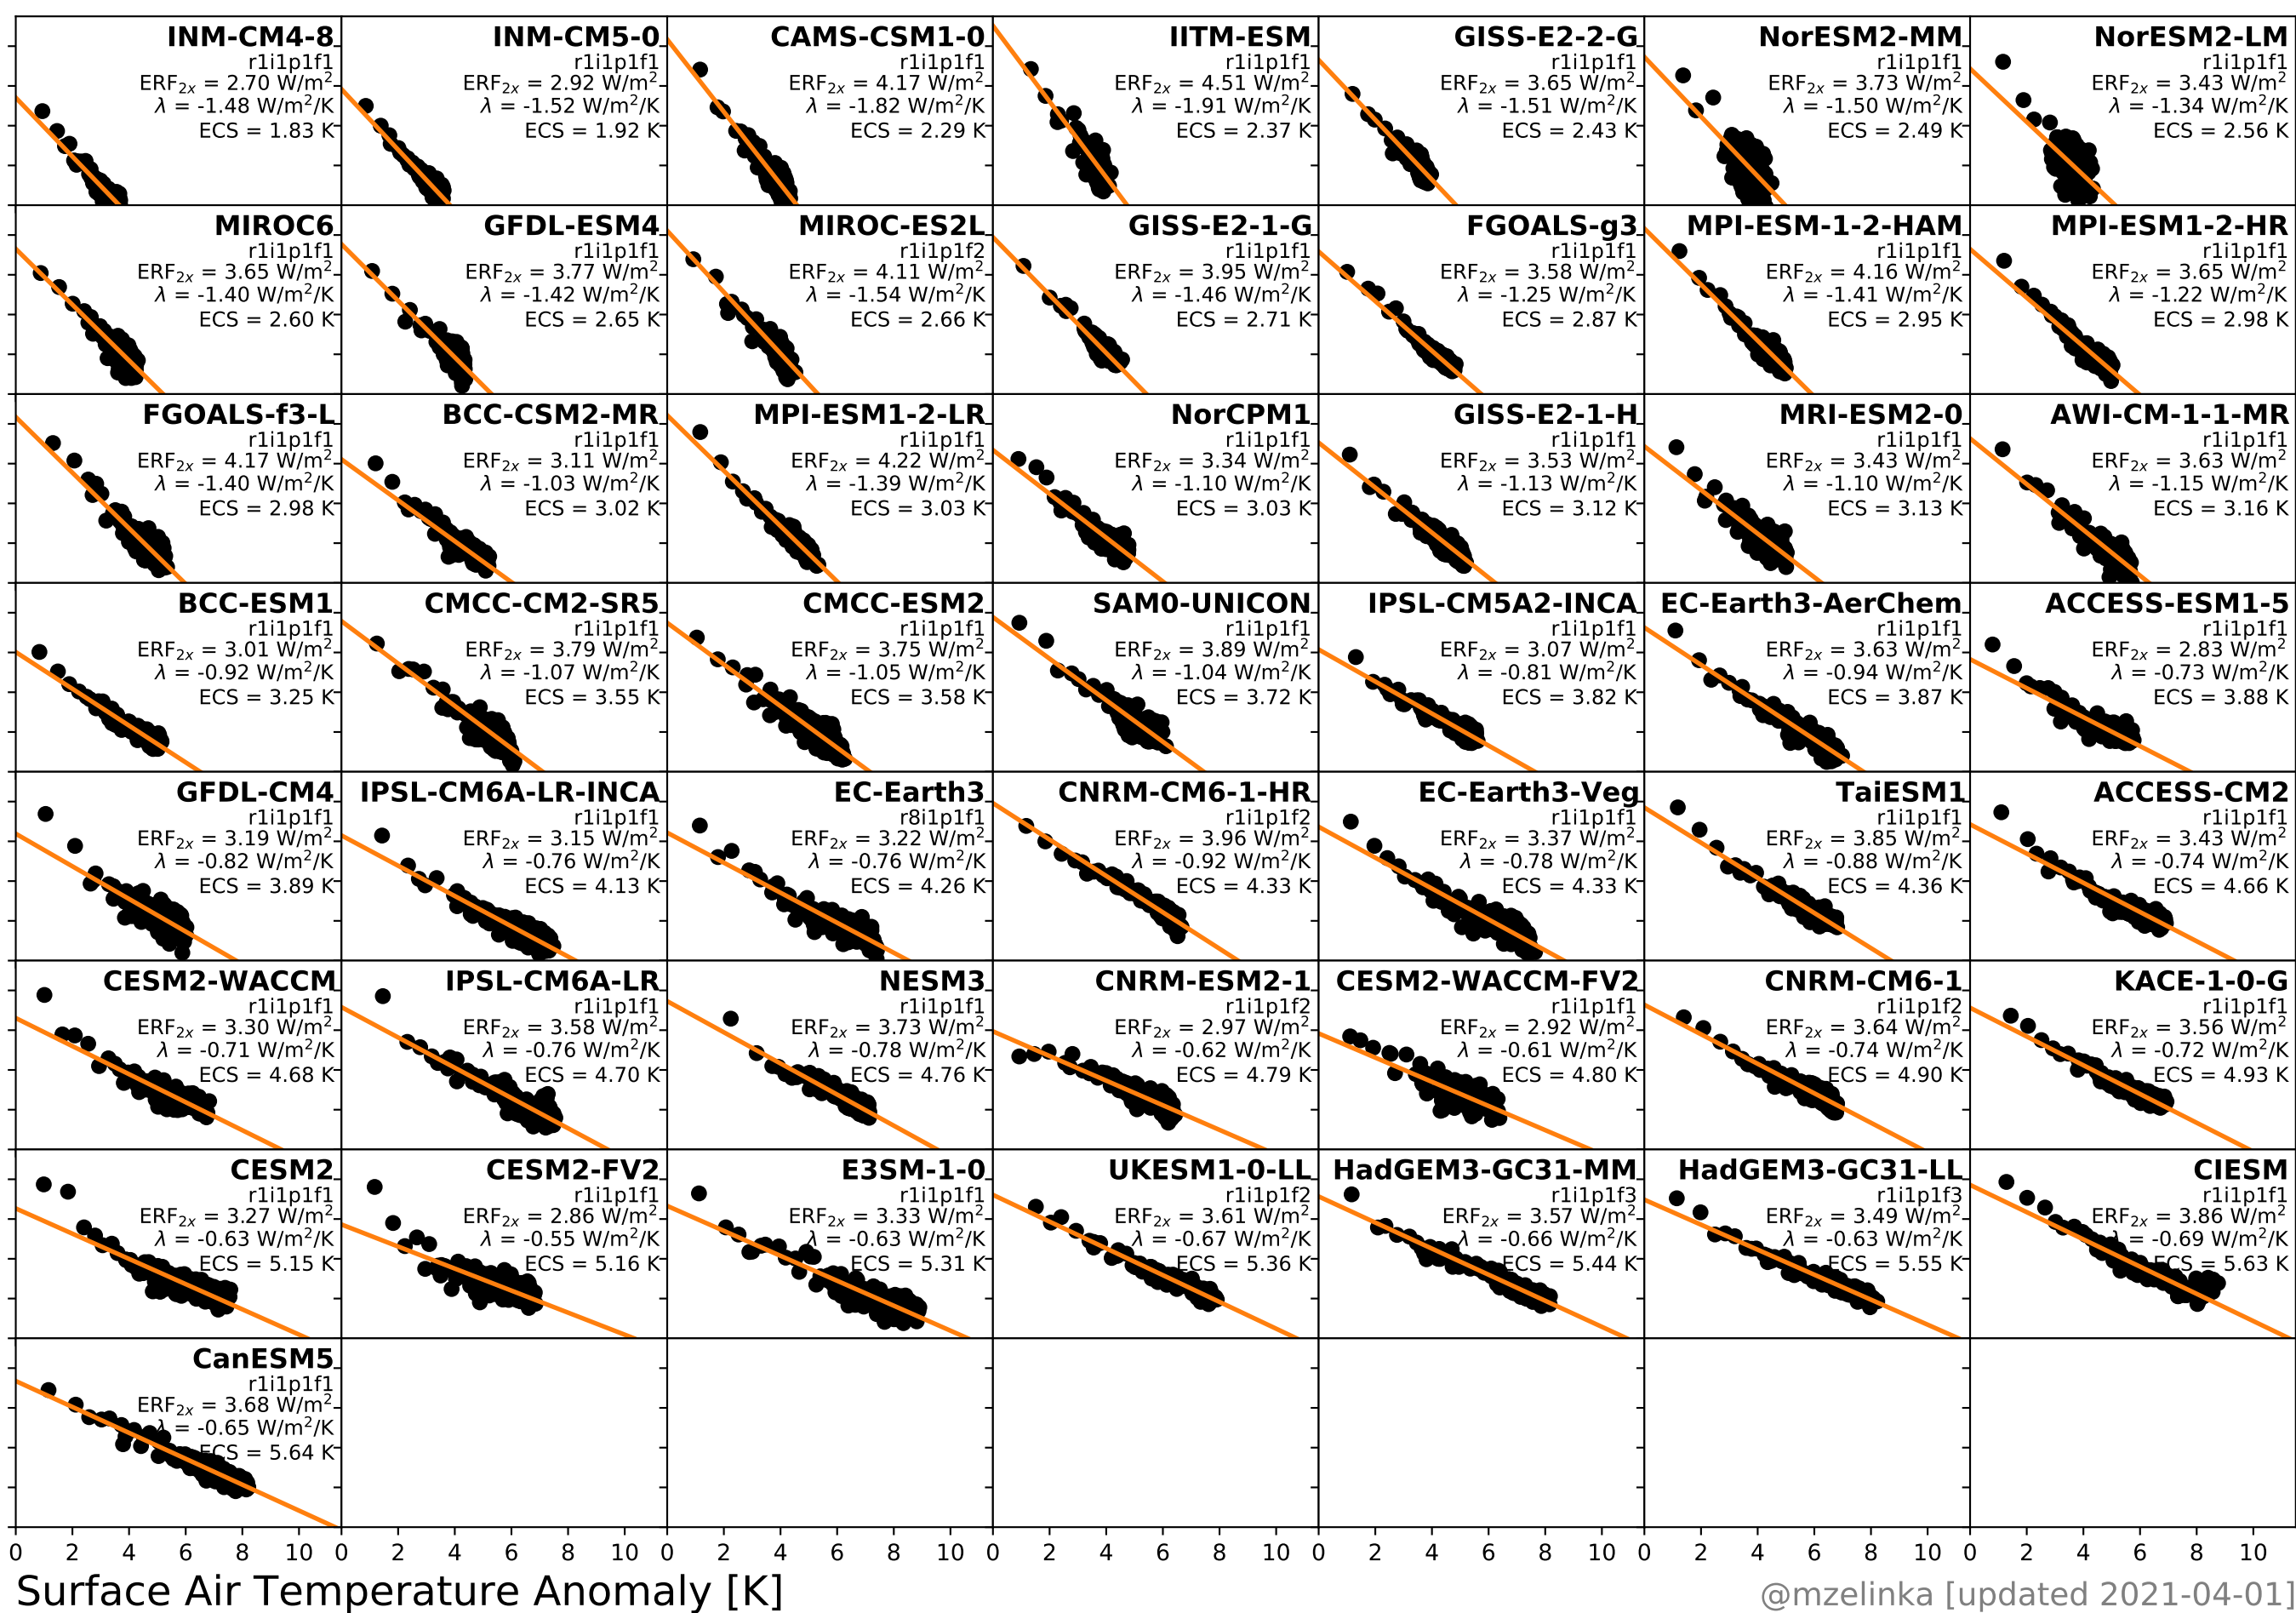 INM-CM4-8
r1i1p1f1
ERF2x = 2.70 W/m2
λ = -1.48 W/m2/K
ECS = 1.83 K
INM-CM5-0
r1i1p1f1
ERF2x = 2.92 W/m2
λ = -1.52 W/m2/K
ECS = 1.92 K
CAMS-CSM1-0
r1i1p1f1
ERF2x = 4.17 W/m2
λ = -1.82 W/m2/K
ECS = 2.29 K
IITM-ESM
r1i1p1f1
ERF2x = 4.51 W/m2
λ = -1.91 W/m2/K
ECS = 2.37 K
GISS-E2-2-G
r1i1p1f1
ERF2x = 3.65 W/m2
λ = -1.51 W/m2/K
ECS = 2.43 K
NorESM2-MM
r1i1p1f1
ERF2x = 3.73 W/m2
λ = -1.50 W/m2/K
ECS = 2.49 K
NorESM2-LM
r1i1p1f1
ERF2x = 3.43 W/m2
λ = -1.34 W/m2/K
ECS = 2.56 K
MIROC6
r1i1p1f1
ERF2x = 3.65 W/m2
λ = -1.40 W/m2/K
ECS = 2.60 K
GFDL-ESM4
r1i1p1f1
ERF2x = 3.77 W/m2
λ = -1.42 W/m2/K
ECS = 2.65 K
MIROC-ES2L
r1i1p1f2
ERF2x = 4.11 W/m2
λ = -1.54 W/m2/K
ECS = 2.66 K
GISS-E2-1-G
r1i1p1f1
ERF2x = 3.95 W/m2
λ = -1.46 W/m2/K
ECS = 2.71 K
FGOALS-g3
r1i1p1f1
ERF2x = 3.58 W/m2
λ = -1.25 W/m2/K
ECS = 2.87 K
MPI-ESM-1-2-HAM
r1i1p1f1
ERF2x = 4.16 W/m2
λ = -1.41 W/m2/K
ECS = 2.95 K
MPI-ESM1-2-HR
r1i1p1f1
ERF2x = 3.65 W/m2
λ = -1.22 W/m2/K
ECS = 2.98 K
FGOALS-f3-L
r1i1p1f1
ERF2x = 4.17 W/m2
λ = -1.40 W/m2/K
ECS = 2.98 K
BCC-CSM2-MR
r1i1p1f1
ERF2x = 3.11 W/m2
λ = -1.03 W/m2/K
ECS = 3.02 K
MPI-ESM1-2-LR
r1i1p1f1
ERF2x = 4.22 W/m2
λ = -1.39 W/m2/K
ECS = 3.03 K
NorCPM1
r1i1p1f1
ERF2x = 3.34 W/m2
λ = -1.10 W/m2/K
ECS = 3.03 K
GISS-E2-1-H
r1i1p1f1
ERF2x = 3.53 W/m2
λ = -1.13 W/m2/K
ECS = 3.12 K
MRI-ESM2-0
r1i1p1f1
ERF2x = 3.43 W/m2
λ = -1.10 W/m2/K
ECS = 3.13 K
AWI-CM-1-1-MR
r1i1p1f1
ERF2x = 3.63 W/m2
λ = -1.15 W/m2/K
ECS = 3.16 K
BCC-ESM1
r1i1p1f1
ERF2x = 3.01 W/m2
λ = -0.92 W/m2/K
ECS = 3.25 K
CMCC-CM2-SR5
r1i1p1f1
ERF2x = 3.79 W/m2
λ = -1.07 W/m2/K
ECS = 3.55 K
CMCC-ESM2
r1i1p1f1
ERF2x = 3.75 W/m2
λ = -1.05 W/m2/K
ECS = 3.58 K
SAM0-UNICON
r1i1p1f1
ERF2x = 3.89 W/m2
λ = -1.04 W/m2/K
ECS = 3.72 K
IPSL-CM5A2-INCA
r1i1p1f1
ERF2x = 3.07 W/m2
λ = -0.81 W/m2/K
ECS = 3.82 K
EC-Earth3-AerChem
r1i1p1f1
ERF2x = 3.63 W/m2
λ = -0.94 W/m2/K
ECS = 3.87 K
ACCESS-ESM1-5
r1i1p1f1
ERF2x = 2.83 W/m2
λ = -0.73 W/m2/K
ECS = 3.88 K
GFDL-CM4
r1i1p1f1
ERF2x = 3.19 W/m2
λ = -0.82 W/m2/K
ECS = 3.89 K
IPSL-CM6A-LR-INCA
r1i1p1f1
ERF2x = 3.15 W/m2
λ = -0.76 W/m2/K
ECS = 4.13 K
EC-Earth3
r8i1p1f1
ERF2x = 3.22 W/m2
λ = -0.76 W/m2/K
ECS = 4.26 K
CNRM-CM6-1-HR
r1i1p1f2
ERF2x = 3.96 W/m2
λ = -0.92 W/m2/K
ECS = 4.33 K
EC-Earth3-Veg
r1i1p1f1
ERF2x = 3.37 W/m2
λ = -0.78 W/m2/K
ECS = 4.33 K
TaiESM1
r1i1p1f1
ERF2x = 3.85 W/m2
λ = -0.88 W/m2/K
ECS = 4.36 K
ACCESS-CM2
r1i1p1f1
ERF2x = 3.43 W/m2
λ = -0.74 W/m2/K
ECS = 4.66 K
CESM2-WACCM
r1i1p1f1
ERF2x = 3.30 W/m2
λ = -0.71 W/m2/K
ECS = 4.68 K
IPSL-CM6A-LR
r1i1p1f1
ERF2x = 3.58 W/m2
λ = -0.76 W/m2/K
ECS = 4.70 K
NESM3
r1i1p1f1
ERF2x = 3.73 W/m2
λ = -0.78 W/m2/K
ECS = 4.76 K
CNRM-ESM2-1
r1i1p1f2
ERF2x = 2.97 W/m2
λ = -0.62 W/m2/K
ECS = 4.79 K
CESM2-WACCM-FV2
r1i1p1f1
ERF2x = 2.92 W/m2
λ = -0.61 W/m2/K
ECS = 4.80 K
CNRM-CM6-1
r1i1p1f2
ERF2x = 3.64 W/m2
λ = -0.74 W/m2/K
ECS = 4.90 K
KACE-1-0-G
r1i1p1f1
ERF2x = 3.56 W/m2
λ = -0.72 W/m2/K
ECS = 4.93 K
CESM2
r1i1p1f1
ERF2x = 3.27 W/m2
λ = -0.63 W/m2/K
ECS = 5.15 K
CESM2-FV2
r1i1p1f1
ERF2x = 2.86 W/m2
λ = -0.55 W/m2/K
ECS = 5.16 K
E3SM-1-0
r1i1p1f1
ERF2x = 3.33 W/m2
λ = -0.63 W/m2/K
ECS = 5.31 K
UKESM1-0-LL
r1i1p1f2
ERF2x = 3.61 W/m2
λ = -0.67 W/m2/K
ECS = 5.36 K
HadGEM3-GC31-MM
r1i1p1f3
ERF2x = 3.57 W/m2
λ = -0.66 W/m2/K
ECS = 5.44 K
HadGEM3-GC31-LL
r1i1p1f3
ERF2x = 3.49 W/m2
λ = -0.63 W/m2/K
ECS = 5.55 K
CIESM
r1i1p1f1
ERF2x = 3.86 W/m2
λ = -0.69 W/m2/K
ECS = 5.63 K
CanESM5
r1i1p1f1
ERF2x = 3.68 W/m2
λ = -0.65 W/m2/K
ECS = 5.64 K
0 2 4 6 8 10 0 2 4 6 8 10 0 2 4 6 8 10 0 2 4 6 8 10 0 2 4 6 8 10 0 2 4 6 8 10 0 2 4 6 8 10
Surface Air Temperature Anomaly [K]
@mzelinka [updated 2021-04-01]